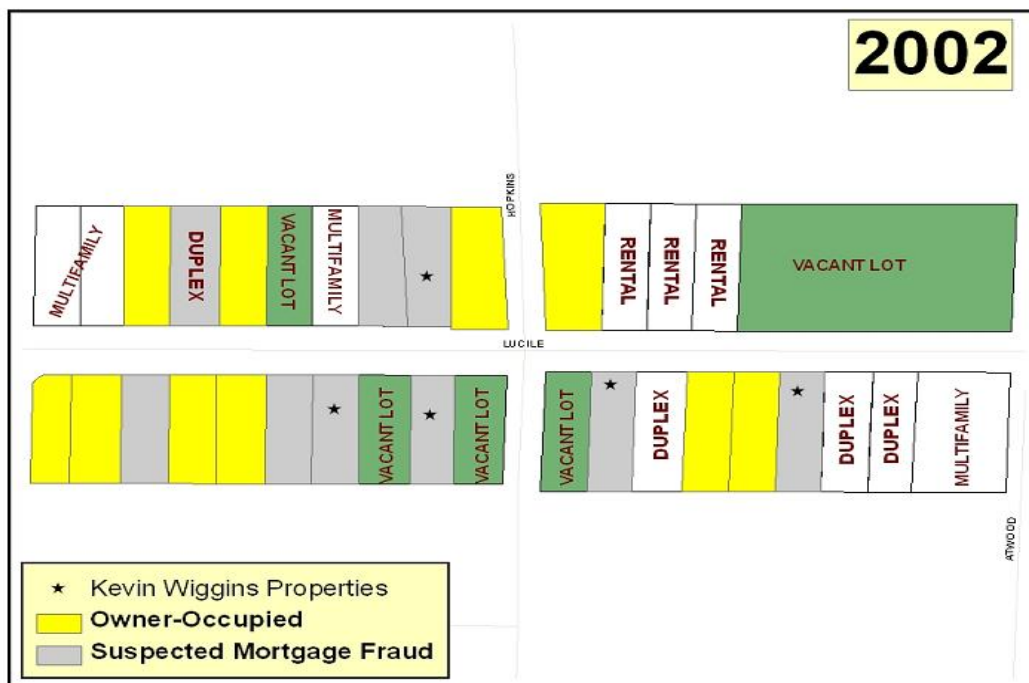 2002
HOPKINS
MULTIFAMILY
DUPLEX
VACANT LOT
MULTIFAMILY
RENTAL
RENTAL
RENTAL
VACANT LOT
LUCILE
VACANT LOT
VACANT LOT
VACANT LOT
DUPLEX
DUPLEX
DUPLEX
MULTIFAMILY
ATWOOD
Kevin Wiggins Properties
Owner-Occupied
Suspected Mortgage Fraud